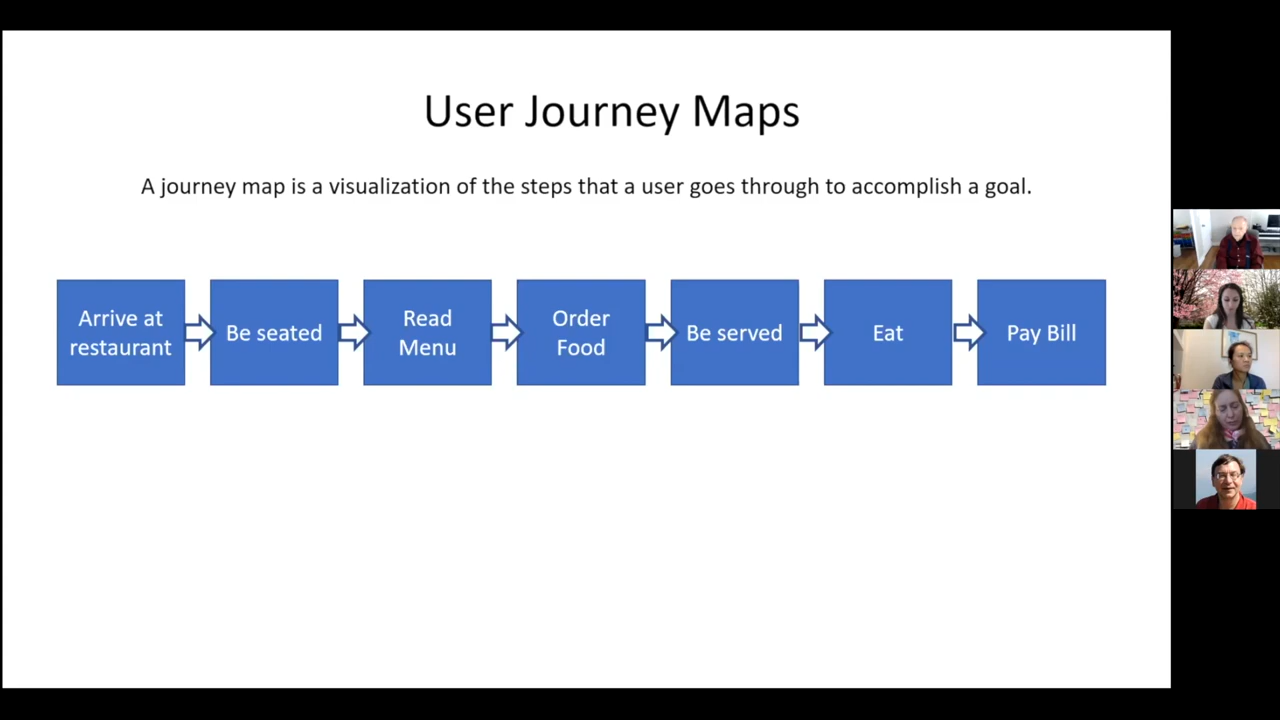 User Journey Maps
A journey map is a visualization of the steps that a user goes through to accomplish a goal.
Arrive at
restaurant
Be seated
Read
Menu
Order
Food
Be served
Eat
Pay Bill